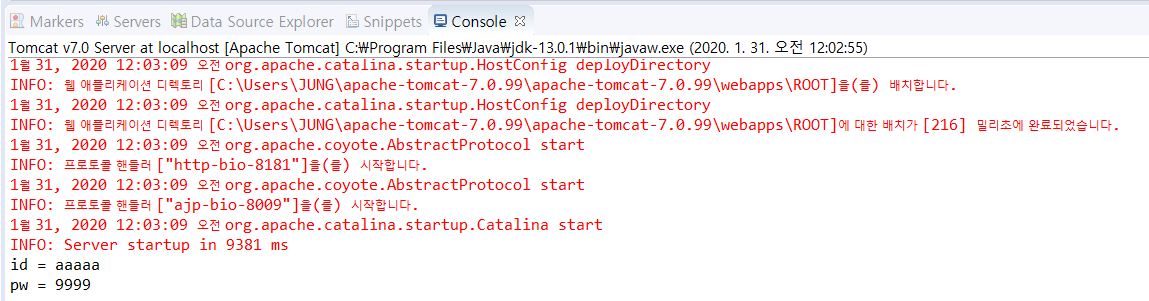 Markers Servers Data Source Explorer Snippets Console
Tomcat v7.0 Server at localhost [Apache Tomcat] C:₩Program Files₩Java₩jdk-13.0.1₩bin₩javaw.exe (2020. 1. 31. 오전 12:02:55)
1월 31, 2020 12:03:09 오전 org.apache.catalina.startup.HostConfig deployDirectory
INFO: 웹 애플리케이션 디렉토리 [C:\Users\JUNG\apache-tomcat-7.0.99\apache-tomcat-7.0.99\webapps\ROOT]을(를) 배치합니다.
1월 31, 2020 12:03:09 오전 org.apache.catalina.startup.HostConfig deployDirectory
INFO: 웹 애플리케이션 디렉토리 [C:\Users\JUNG\apache-tomcat-7.0.99\apache-tomcat-7.0.99\webapps\ROOT]에 대한 배치가 [216] 밀리초에 완료되었습니다.
1월 31, 2020 12:03:09 오전 org.apache.coyote.AbstractProtocol start
INFO: 프로토콜 핸들러 ["http-bio-8181"]을(를) 시작합니다.
1월 31, 2020 12:03:09 오전 org.apache.coyote.AbstractProtocol start
INFO: 프로토콜 핸들러 ["ajp-bio-8009"]을(를) 시작합니다.
1월 31, 2020 12:03:09 오전 org.apache.catalina.startup.Catalina start
INFO: Server startup in 9381 ms
id = aaaaa
pw = 9999